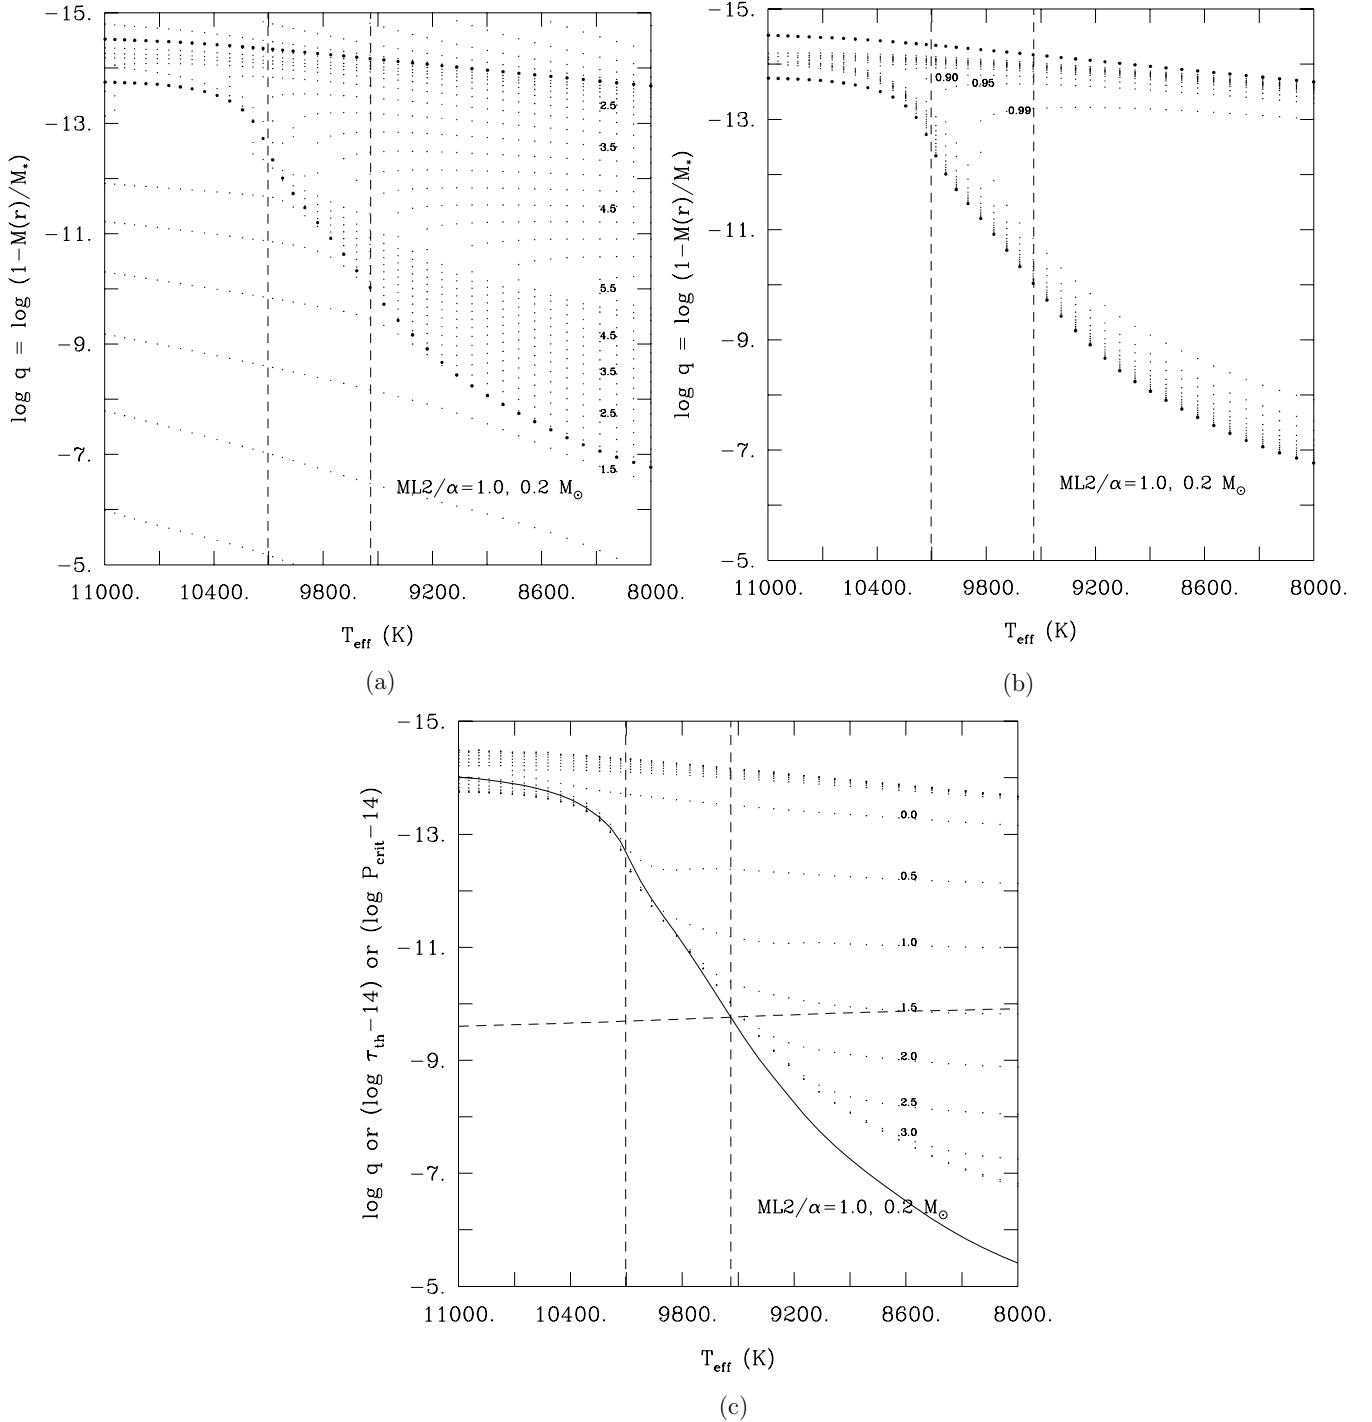 -15.
-13.
-11.
-9.
-7.
-5.
log q = log (1-M(r)/M*)
2.5
3.5
4.5
5.5
4.5
3.5
2.5
1.5
ML2/α=1.0, 0.2 M⊙
11000. 10400. 9800. 9200. 8600. 8000.
Teff (K)
(a)
-15.
-13.
-11.
-9.
-7.
-5.
log q = log (1-M(r)/M*)
0.90
0.95
0.99
ML2/α=1.0, 0.2 M⊙
11000. 10400. 9800. 9200. 8600. 8000.
Teff (K)
(b)
-15.
-13.
-11.
-9.
-7.
-5.
log q or (log τth-14) or (log Pcrit-14)
0.0
0.5
1.0
1.5
2.0
2.5
3.0
ML2/α=1.0, 0.2 M⊙
11000. 10400. 9800. 9200. 8600. 8000.
Teff (K)
(c)